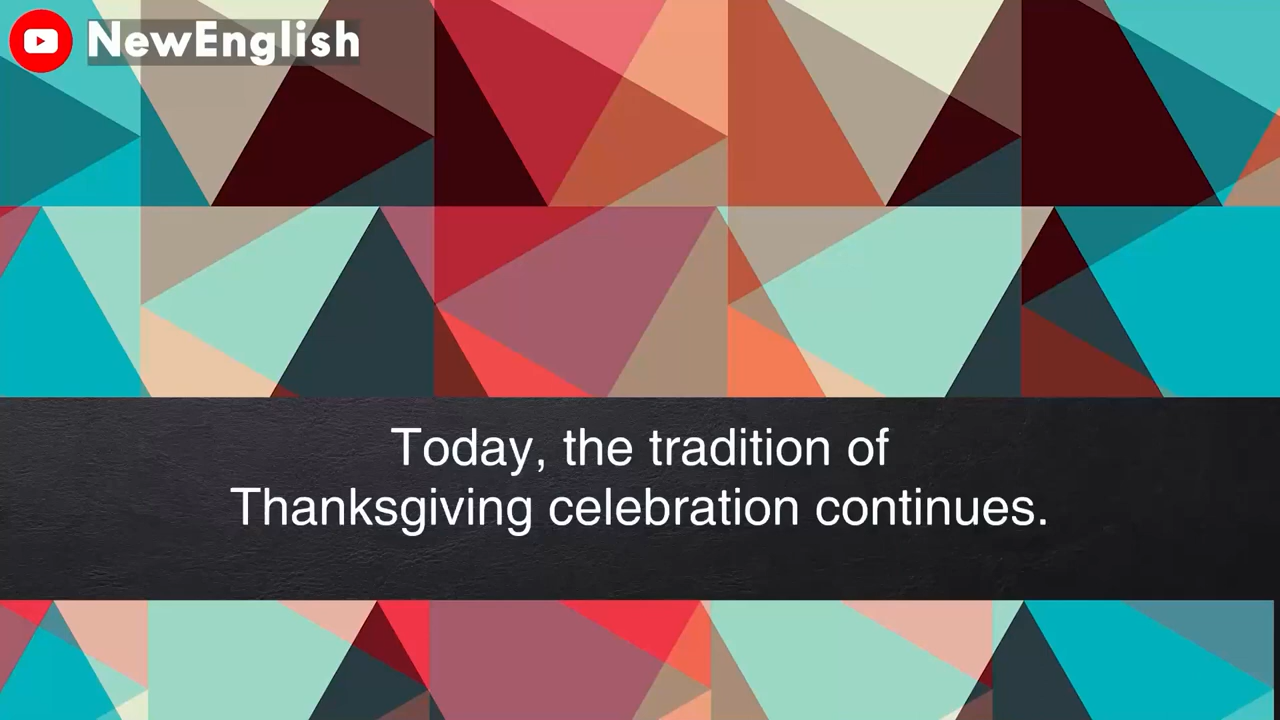 NewEnglish
Today, the tradition of
Thanksgiving celebration continues.